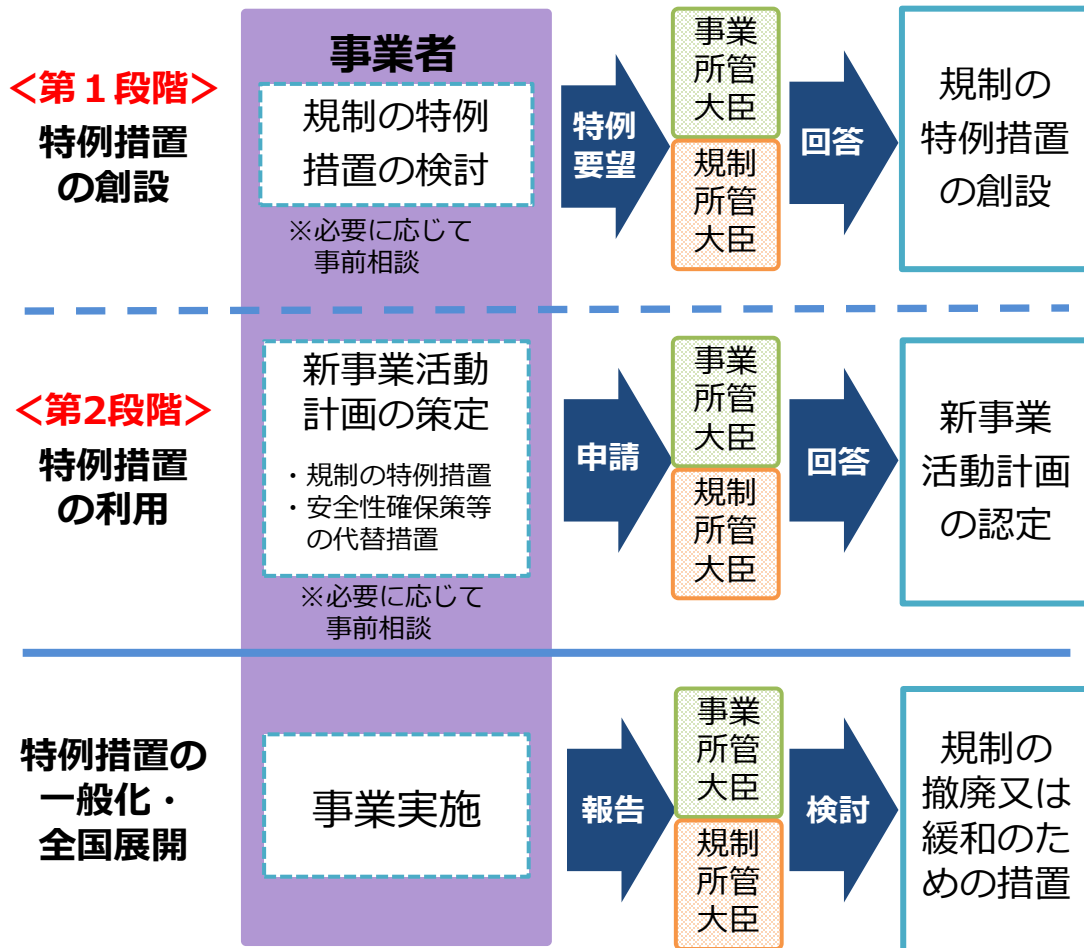 ＜第１段階＞
特例措置
の創設
事業者
規制の特例
措置の検討
※必要に応じて
事前相談
特例
要望
事業
所管
大臣
規制
所管
大臣
回答
規制の
特例措置
の創設
＜第2段階＞
特例措置
の利用
新事業活動
計画の策定
・規制の特例措置
・安全性確保策等
の代替措置
※必要に応じて
事前相談
申請
事業
所管
大臣
規制
所管
大臣
回答
新事業
活動計画
の認定
特例措置の
一般化・
全国展開
事業実施
報告
事業
所管
大臣
規制
所管
大臣
検討
規制の
撤廃又は
緩和のた
めの措置